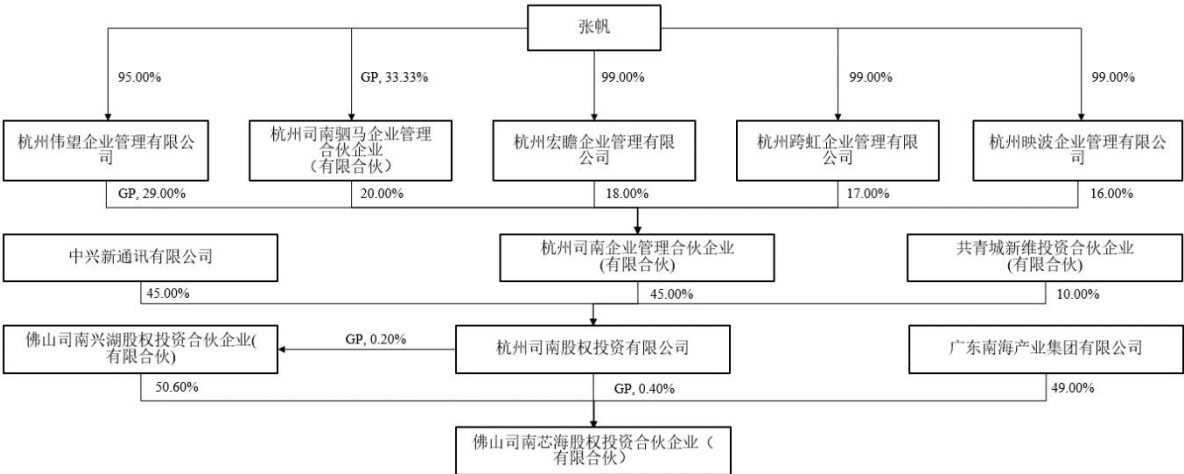 张帆
95.00%
GP, 33.33%
99.00%
99.00%
99.00%
杭州伟望企业管理有限公
司
杭州司南驷马企业管理
合伙企业
（有限合伙）
杭州宏瞻企业管理有限
公司
杭州跨虹企业管理有限
公司
杭州映波企业管理有限公
司
GP, 29.00%
20.00%
18.00%
17.00%
16.00%
中兴新通讯有限公司
杭州司南企业管理合伙企业
(有限合伙)
共青城新维投资合伙企业
(有限合伙)
45.00%
45.00%
10.00%
佛山司南兴湖股权投资合伙企业(
有限合伙)
GP, 0.20%
杭州司南股权投资有限公司
广东南海产业集团有限公司
50.60%
GP, 0.40%
49.00%
佛山司南芯海股权投资合伙企业（
有限合伙）